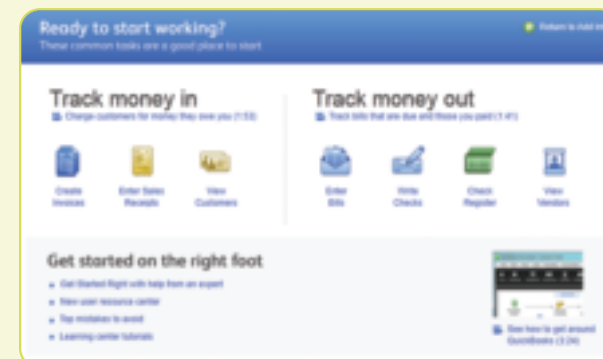 Ready to start working?
These common tasks are a good place to start
Return to Add In
Track money in
Charge customers for money they owe you (1:53)
Create Invoices
Enter Sales Receipts
View Customers
Track money out
Track bills that are due and those you paid (1:41)
Enter Bills
Write Checks
Check Register
View Vendors
Get started on the right foot
Get Started Right with help from an expert
New user resource center
Top mistakes to avoid
Learning center tutorials
See how to get around
QuickBooks (3:24)